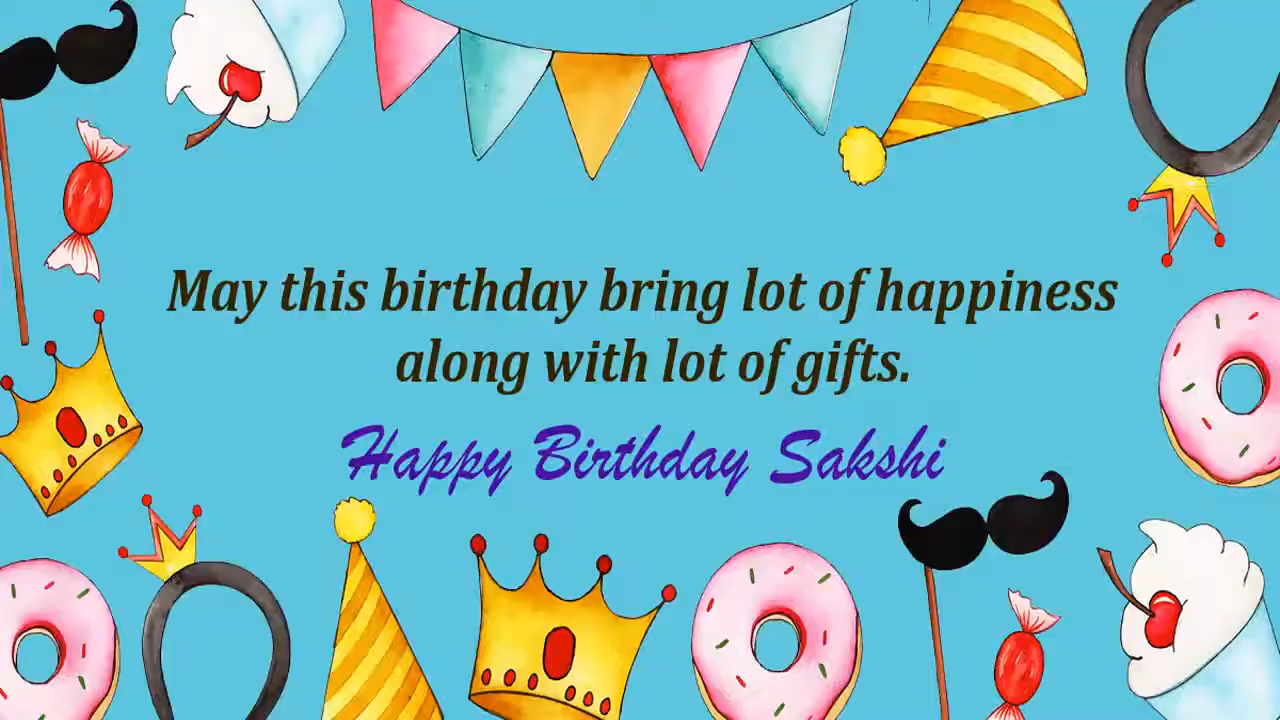 May this birthday bring lot of happiness
along with lot of gifts.
Happy Birthday Sakshi